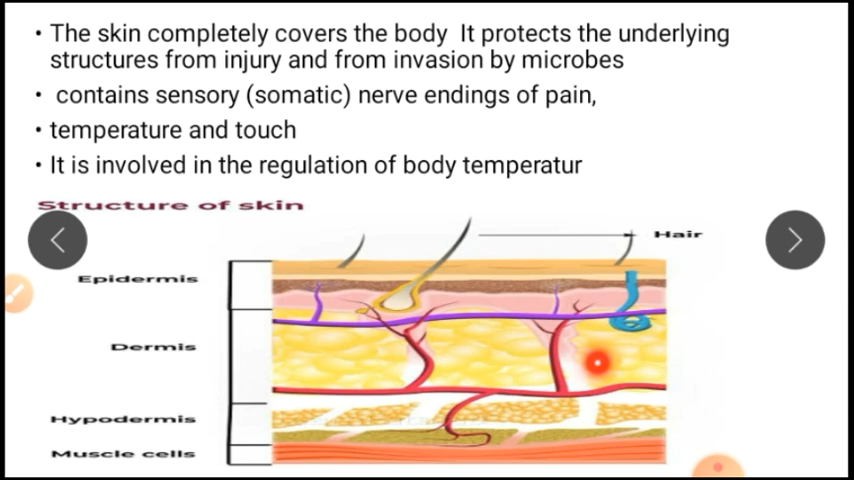 • The skin completely covers the body It protects the underlying
structures from injury and from invasion by microbes
• contains sensory (somatic) nerve endings of pain,
• temperature and touch
• It is involved in the regulation of body temperatur
Structure of skin
Hair
Epidermis
Dermis
Hypodermis
Muscle cells